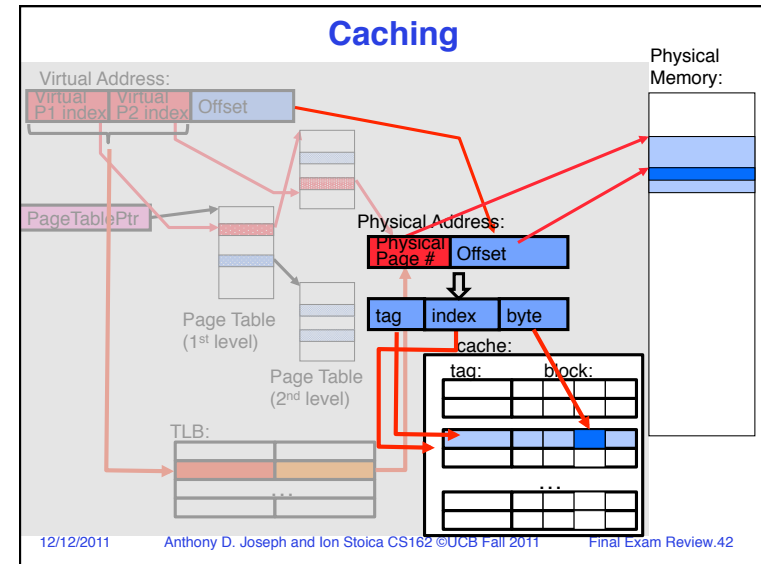 Caching
Physical
Memory:
Virtual Address:
Virtual
P1 index
Virtual
P2 index
Offset
PageTablePtr
Physical Address:
Physical
Page #
Offset
tag
index
byte
Page Table
(1st level)
cache:
tag:
block:
Page Table
(2nd level)
TLB:
…
…
12/12/2011
Anthony D. Joseph and Ion Stoica CS162 ©UCB Fall 2011
Final Exam Review.42